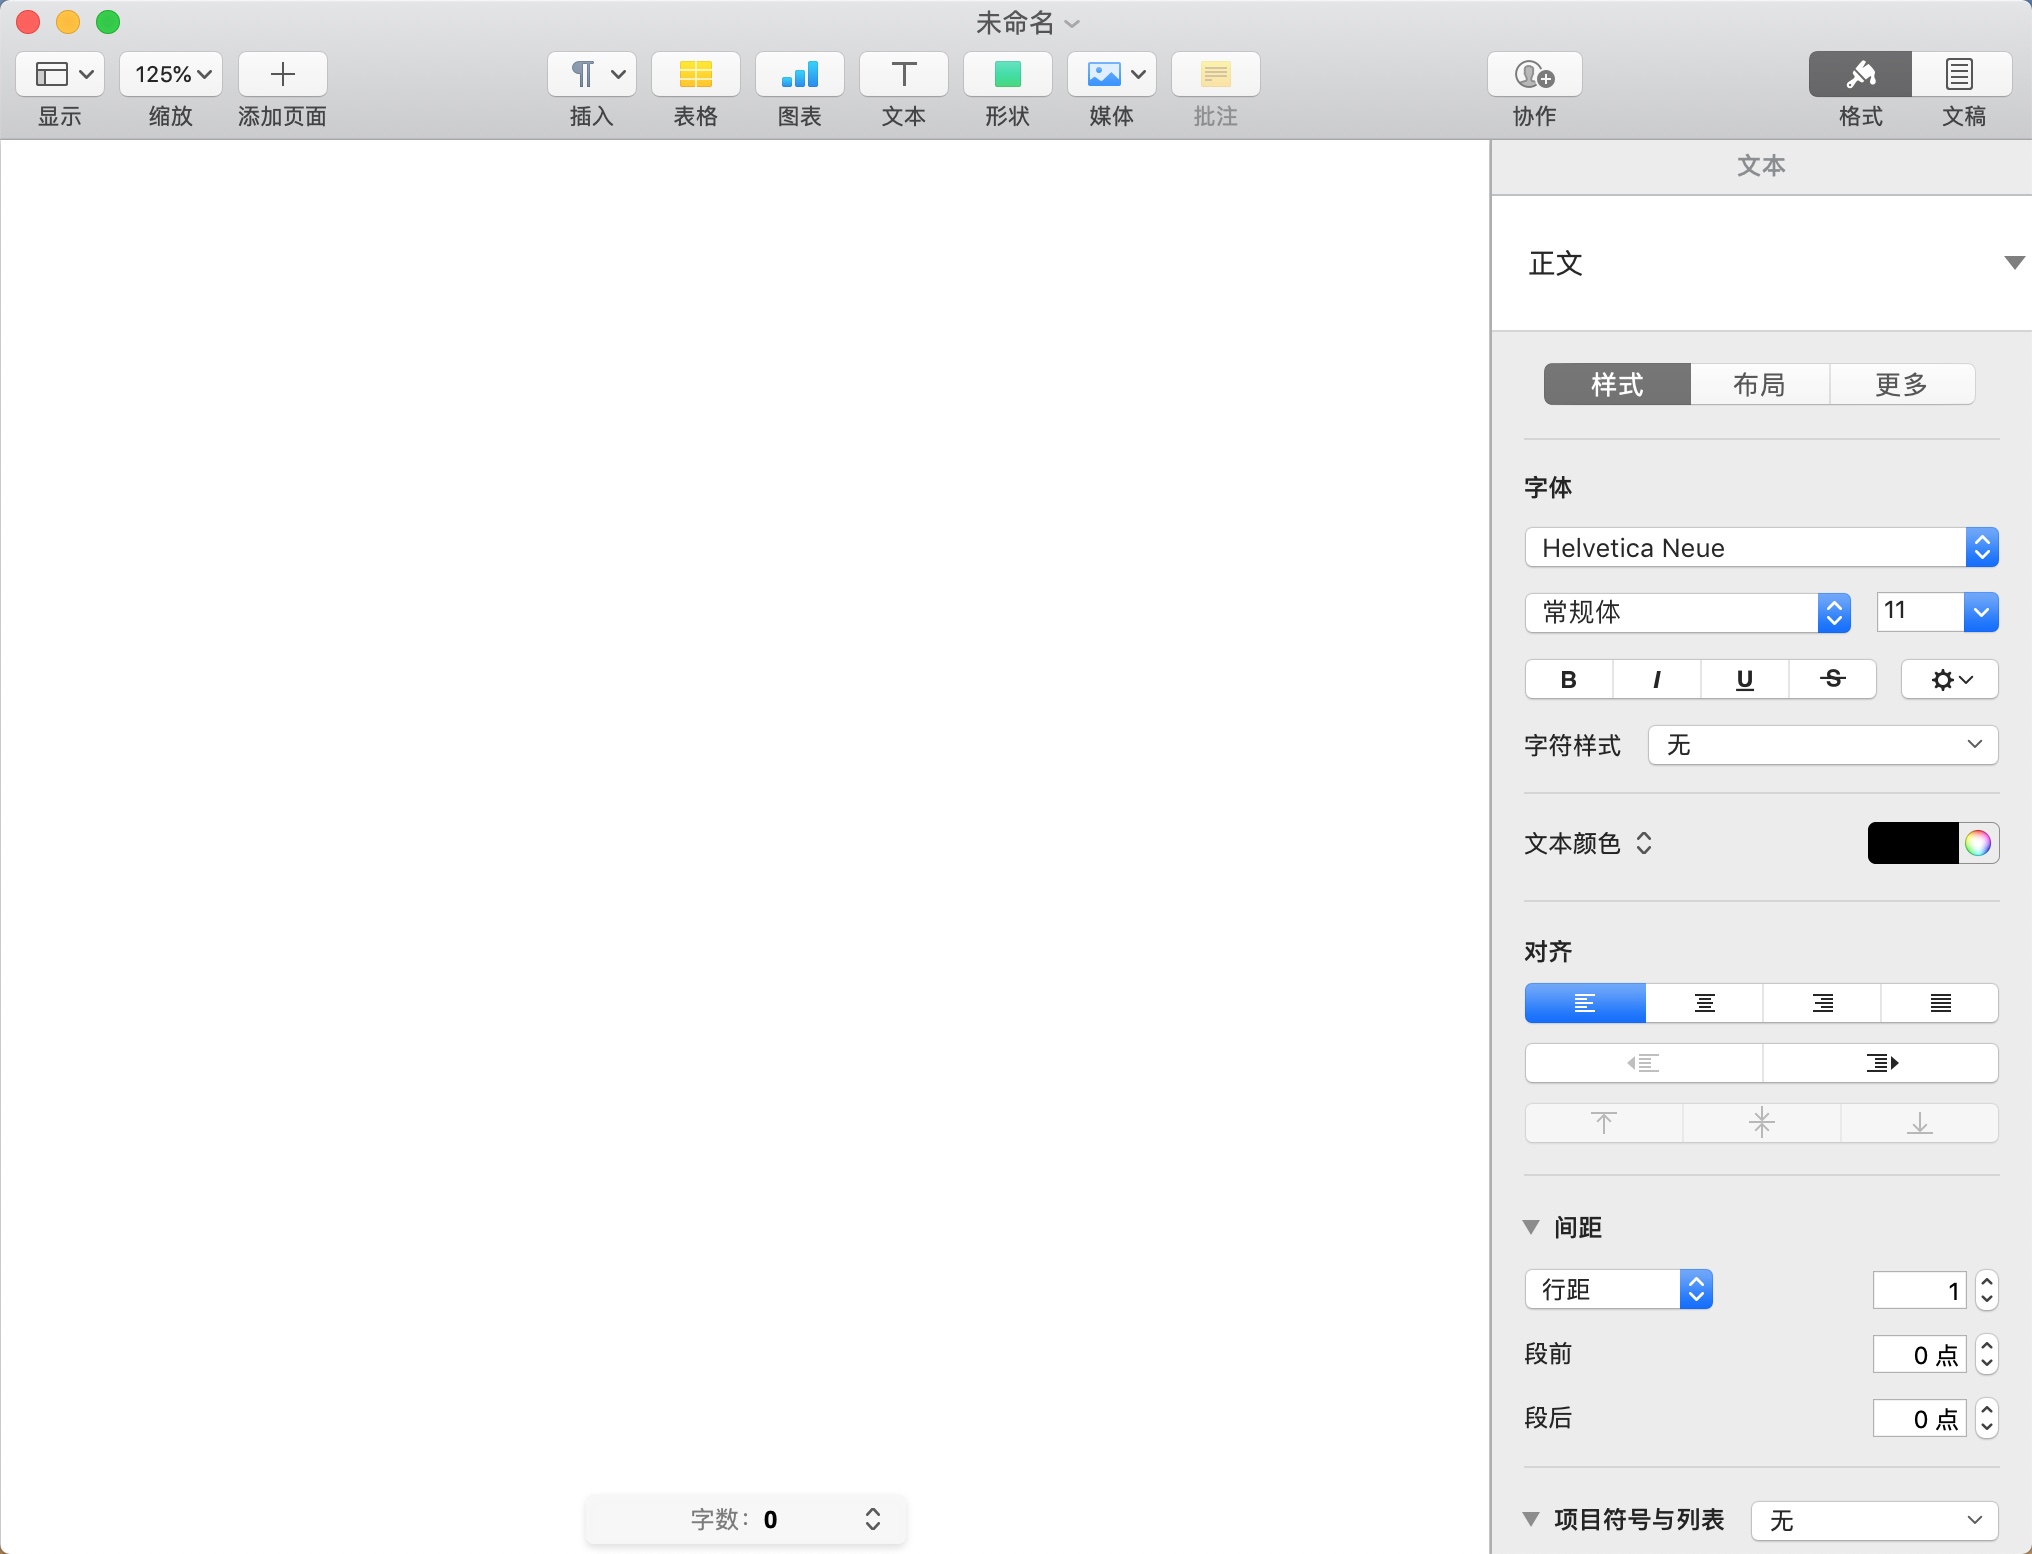 未命名
125%
显示
缩放
添加页面
插入
表格
图表
文本
形状
媒体
批注
协作
格式
文稿
文本
正文
样式
布局
更多
字体
Helvetica Neue
常规体
11
B
I
U
S
字符样式
无
文本颜色
对齐
间距
行距
1
段前
0 点
段后
0 点
项目符号与列表
无
字数: 0